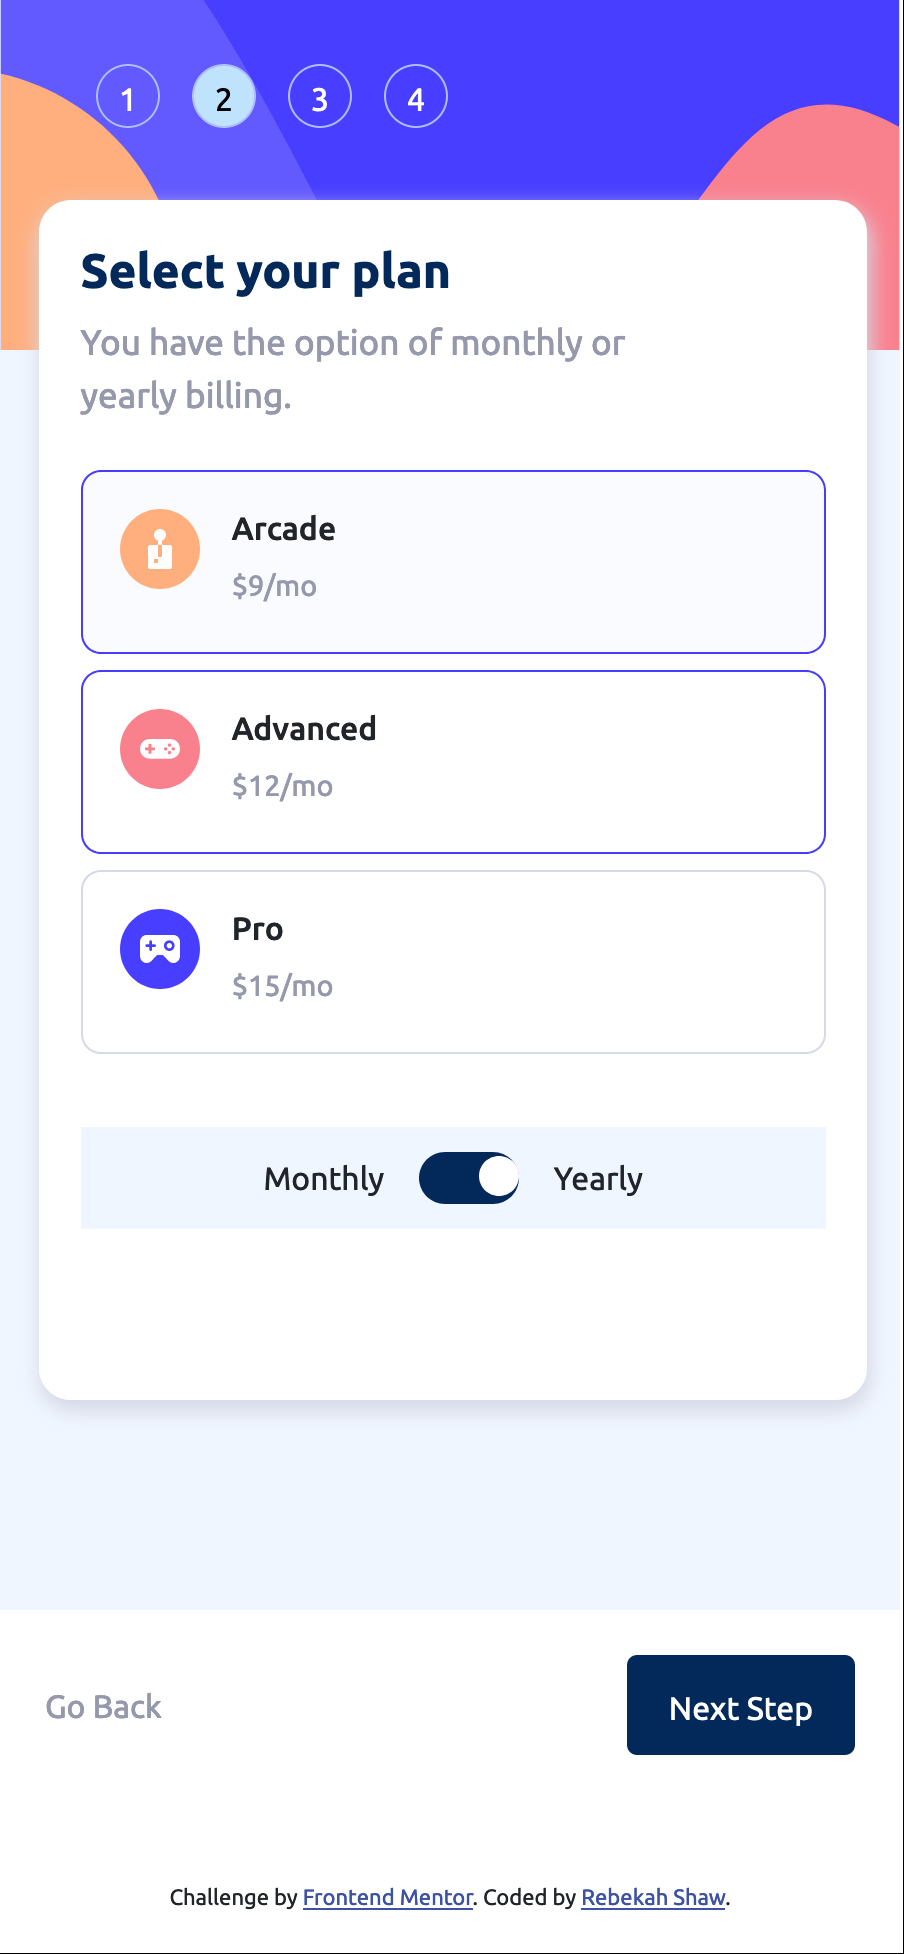 1 2 3 4
Select your plan
You have the option of monthly or
yearly billing.
Arcade
$9/mo
Advanced
$12/mo
Pro
$15/mo
Monthly Yearly
Go Back Next Step
Challenge by Frontend Mentor. Coded by Rebekah Shaw.